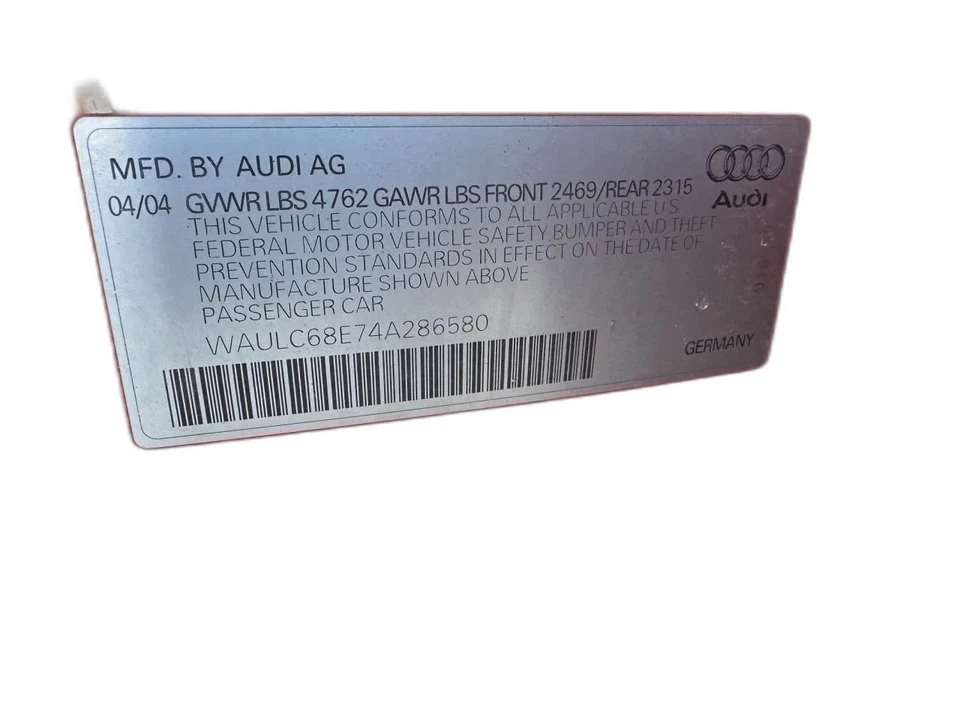 MFD. BY AUDI AG
04/04 GVWR LBS 4762 GAWR LBS FRONT 2469/REAR 2315
Audi
THIS VEHICLE CONFORMS TO ALL APPLICABLE U.S
FEDERAL MOTOR VEHICLE SAFETY BUMPER AND THEFT
PREVENTION STANDARDS IN EFFECT ON THE DATE OF
MANUFACTURE SHOWN ABOVE
PASSENGER CAR
WAULC68E74A286580
GERMANY